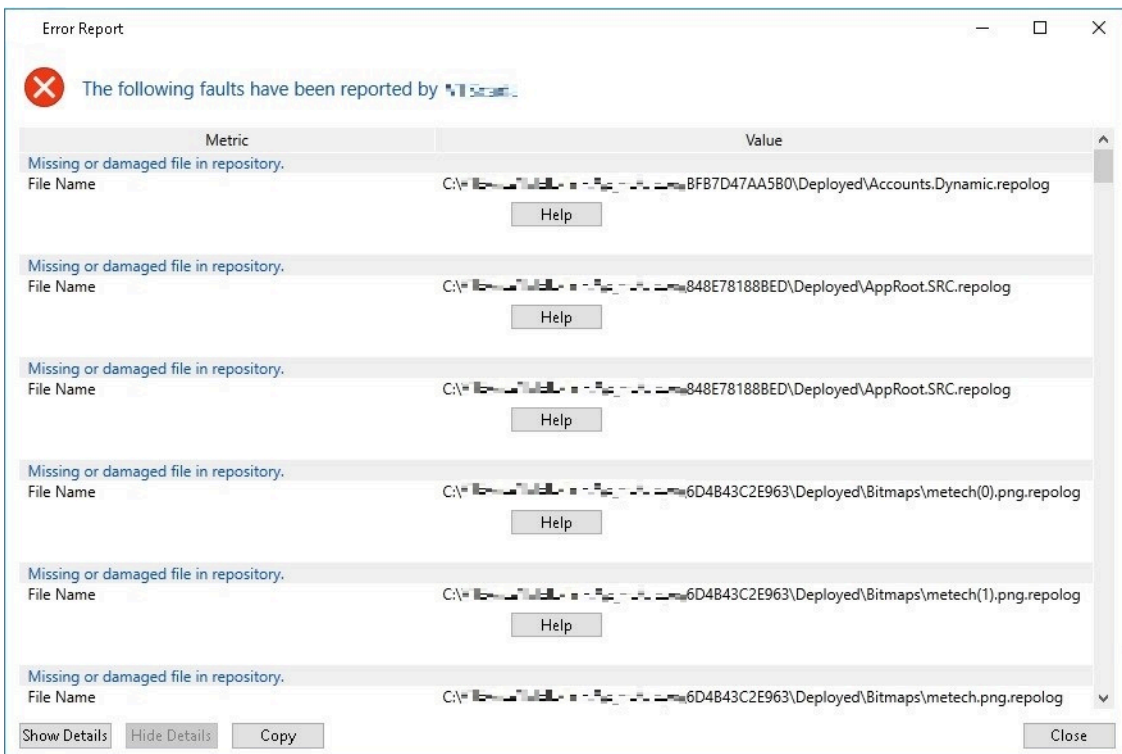 Error Report
The following faults have been reported by
Metric Value
Missing or damaged file in repository.
File Name C:\ BFB7D47AA5B0\Deployed\Accounts.Dynamic.repolog
Help
Missing or damaged file in repository.
File Name C:\ 848E78188BED\Deployed\AppRoot.SRC.repolog
Help
Missing or damaged file in repository.
File Name C:\ 848E78188BED\Deployed\AppRoot.SRC.repolog
Help
Missing or damaged file in repository.
File Name C:\ 6D4B43C2E963\Deployed\Bitmaps\metech(0).png.repolog
Help
Missing or damaged file in repository.
File Name C:\ 6D4B43C2E963\Deployed\Bitmaps\metech(1).png.repolog
Help
Missing or damaged file in repository.
File Name C:\ 6D4B43C2E963\Deployed\Bitmaps\metech.png.repolog
Show Details Hide Details Copy Close